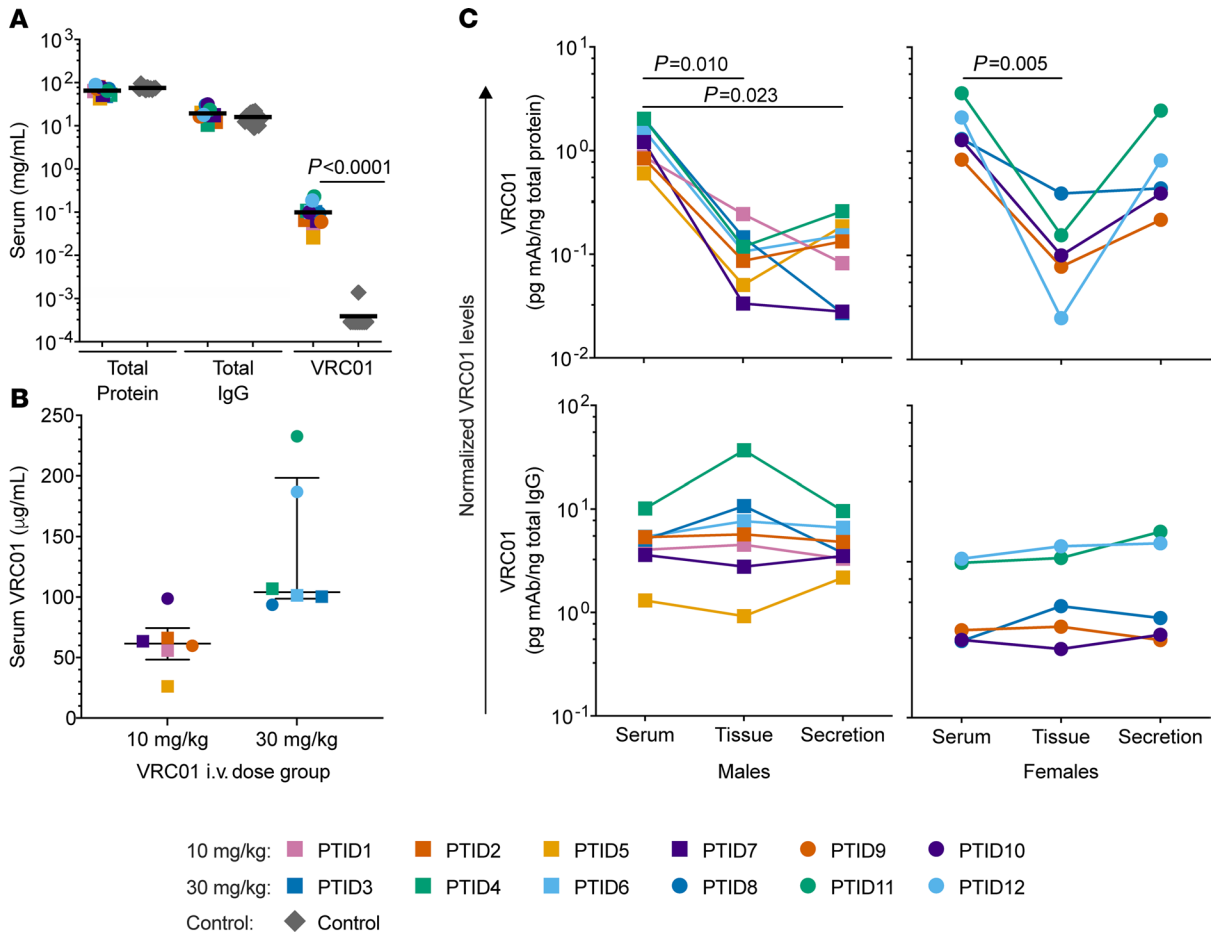 A
Serum (mg/mL)
10³
10²
10¹
10⁰
10⁻¹
10⁻²
10⁻³
10⁻⁴
P<0.0001
Total Protein
Total IgG
VRC01
B
Serum VRC01 (µg/mL)
250
200
150
100
50
0
10 mg/kg
30 mg/kg
VRC01 i.v. dose group
C
Normalized VRC01 levels
VRC01
(pg mAb/ng total protein)
10¹
10⁰
10⁻¹
10⁻²
P=0.010
P=0.023
P=0.005
VRC01
(pg mAb/ng total IgG)
10²
10¹
10⁰
10⁻¹
Serum Tissue Secretion
Males
Serum Tissue Secretion
Females
10 mg/kg: PTID1 PTID2 PTID5 PTID7 PTID9 PTID10
30 mg/kg: PTID3 PTID4 PTID6 PTID8 PTID11 PTID12
Control: Control